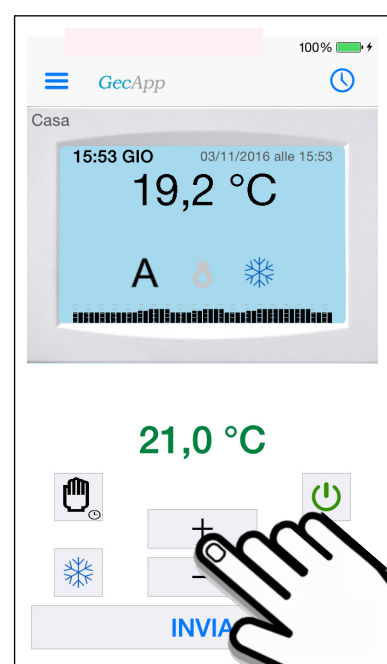 100%
GecApp
Casa
15:53 GIO 03/11/2016 alle 15:53
19,2 °C
A
21,0 °C
+
−
INVIA